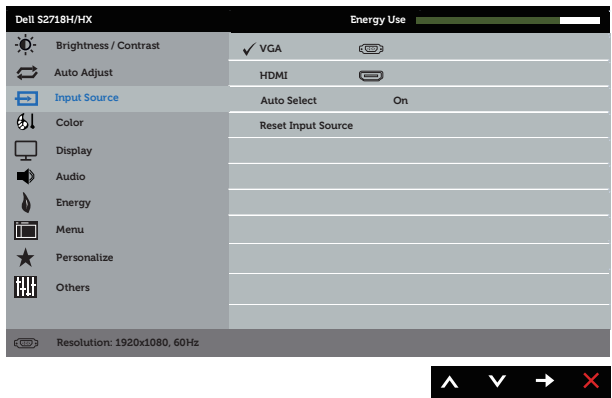 Dell S2718H/HX Energy Use
Brightness / Contrast
Auto Adjust
Input Source
Color
Display
Audio
Energy
Menu
Personalize
Others
VGA
HDMI
Auto Select On
Reset Input Source
Resolution: 1920x1080, 60Hz